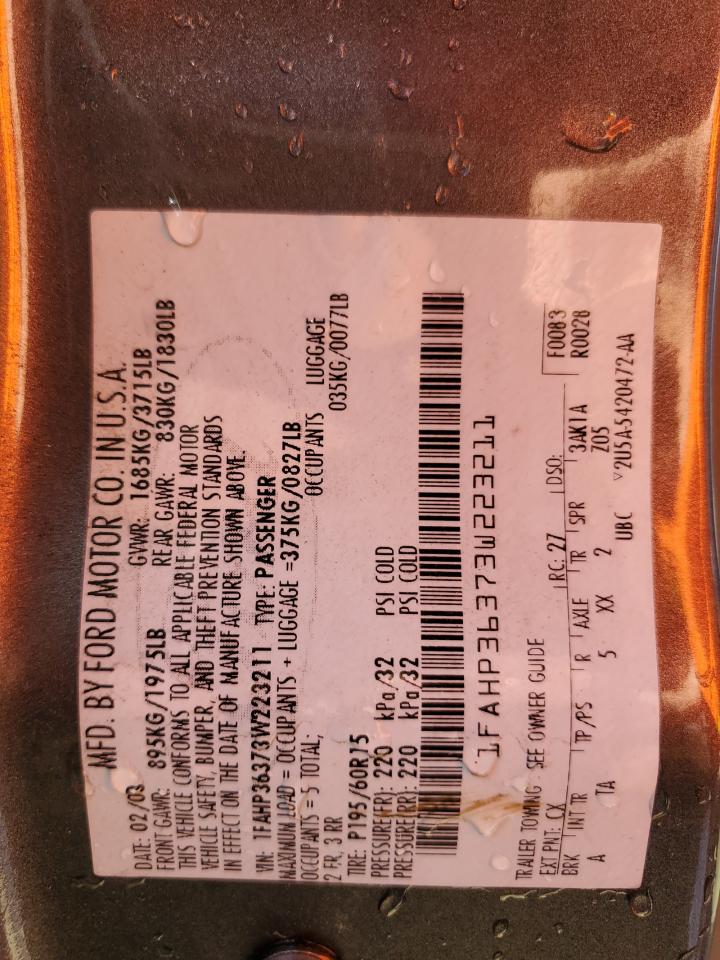 MFD. BY FORD MOTOR CO. IN U.S.A.
DATE: 02/03 GVWR: 1685KG/3715LB
FRONT GAWR: 895KG/1975LB REAR GAWR: 830KG/1830LB
THIS VEHICLE CONFORMS TO ALL APPLICABLE FEDERAL MOTOR
VEHICLE SAFETY, BUMPER, AND THEFT PREVENTION STANDARDS
IN EFFECT ON THE DATE OF MANUFACTURE SHOWN ABOVE.
VIN: 1FAHP36373W223211 TYPE: PASSENGER
MAXIMUM LOAD = OCCUPANTS + LUGGAGE =375KG/0827LB
OCCUPANTS = 5 TOTAL; OCCUPANTS LUGGAGE
2 FR, 3 RR 035KG/0077LB
TIRE: P195/60R15
PRESSURE(FR): 220 kPa/32 PSI COLD
PRESSURE(RR): 220 kPa/32 PSI COLD
1FAHP36373W223211
TRAILER TOWING SEE OWNER GUIDE
EXT PNT: CX RC: 27 DSO: F0083
BRK INT TR TP/PS R AXLE TR SPR 3AK1A R0028
A TA 5 XX 2 Z05
UBC V2U5A-5420472-AA